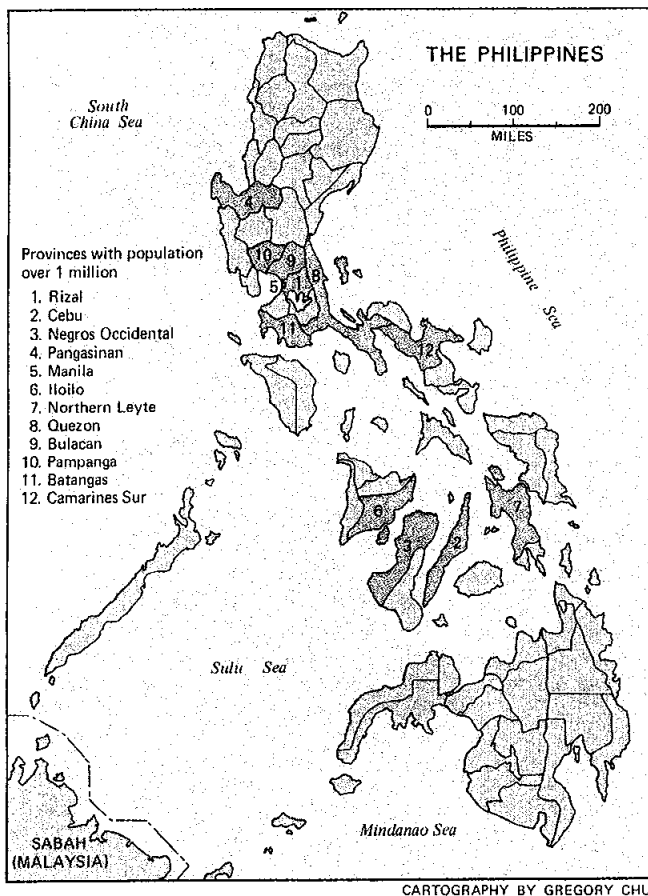 THE PHILIPPINES
South
China Sea
0 100 200
MILES
Philippine Sea
Provinces with population
over 1 million
1. Rizal
2. Cebu
3. Negros Occidental
4. Pangasinan
5. Manila
6. Iloilo
7. Northern Leyte
8. Quezon
9. Bulacan
10. Pampanga
11. Batangas
12. Camarines Sur
4
10
9
8
5
1
11
12
6
3
2
7
Sulu Sea
Mindanao Sea
SABAH
(MALAYSIA)
CARTOGRAPHY BY GREGORY CHU